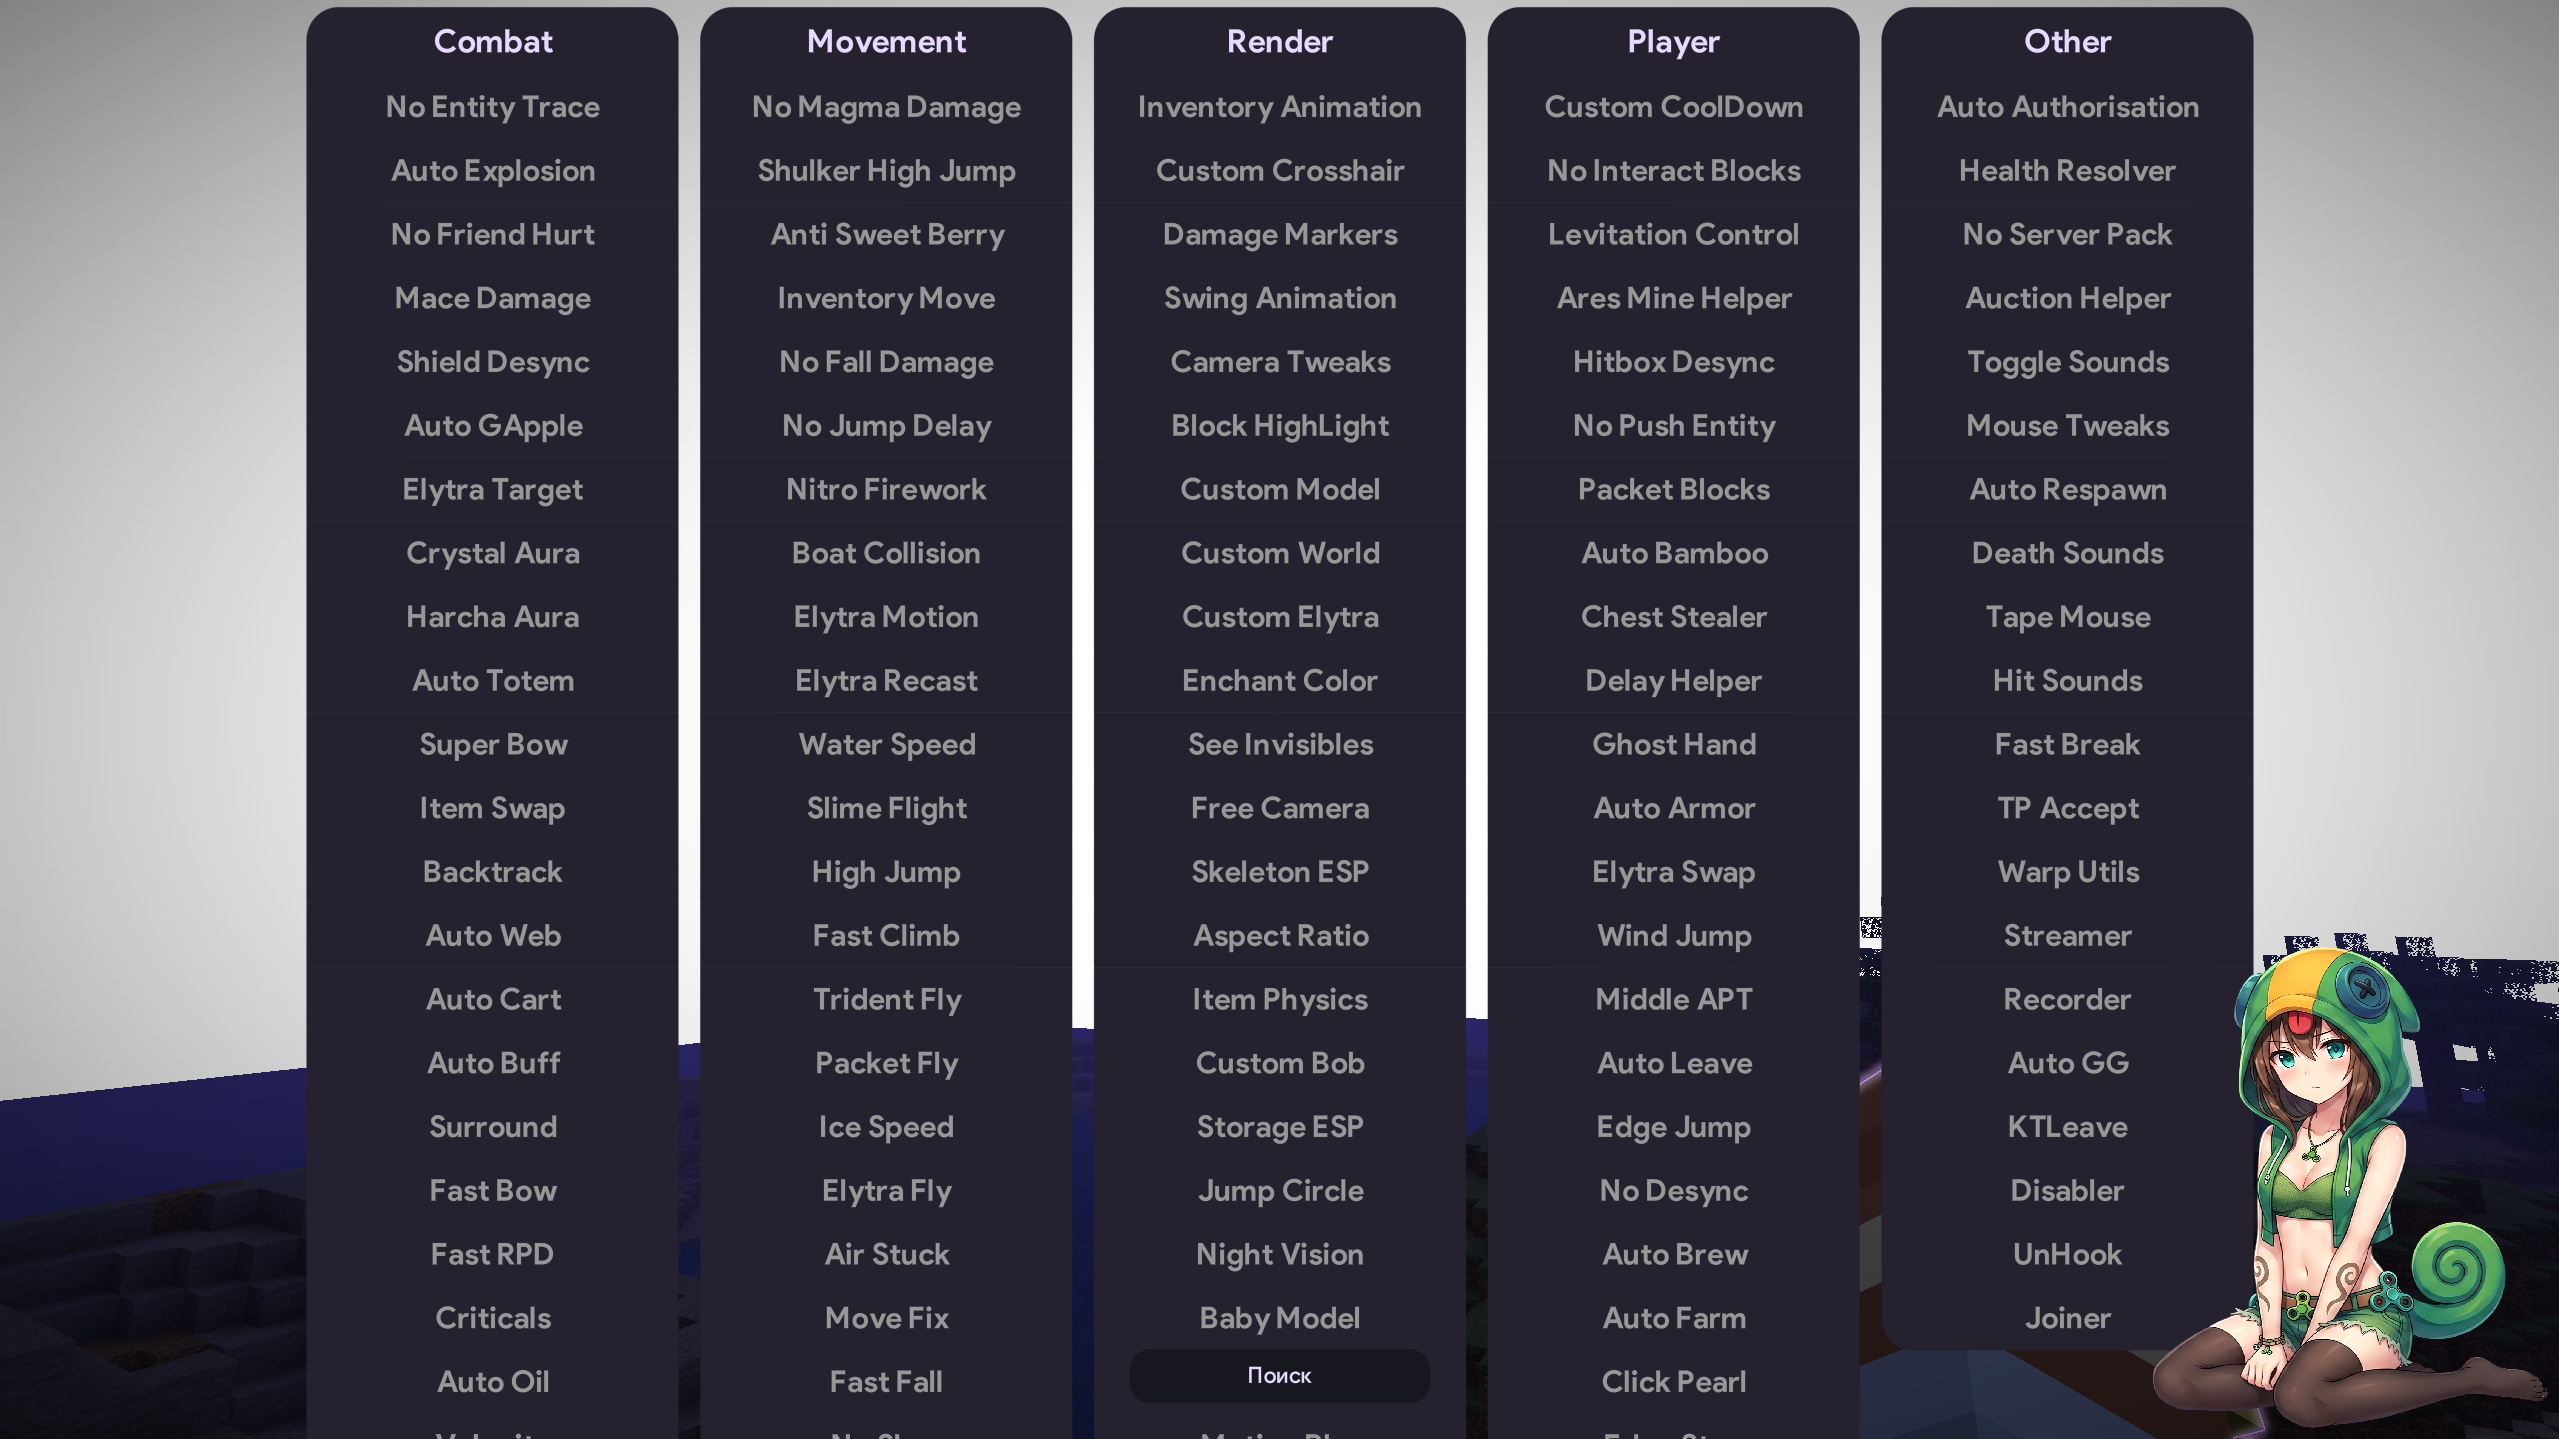 Combat
No Entity Trace
Auto Explosion
No Friend Hurt
Mace Damage
Shield Desync
Auto GApple
Elytra Target
Crystal Aura
Harcha Aura
Auto Totem
Super Bow
Item Swap
Backtrack
Auto Web
Auto Cart
Auto Buff
Surround
Fast Bow
Fast RPD
Criticals
Auto Oil
Movement
No Magma Damage
Shulker High Jump
Anti Sweet Berry
Inventory Move
No Fall Damage
No Jump Delay
Nitro Firework
Boat Collision
Elytra Motion
Elytra Recast
Water Speed
Slime Flight
High Jump
Fast Climb
Trident Fly
Packet Fly
Ice Speed
Elytra Fly
Air Stuck
Move Fix
Fast Fall
Render
Inventory Animation
Custom Crosshair
Damage Markers
Swing Animation
Camera Tweaks
Block HighLight
Custom Model
Custom World
Custom Elytra
Enchant Color
See Invisibles
Free Camera
Skeleton ESP
Aspect Ratio
Item Physics
Custom Bob
Storage ESP
Jump Circle
Night Vision
Baby Model
Поиск
Player
Custom CoolDown
No Interact Blocks
Levitation Control
Ares Mine Helper
Hitbox Desync
No Push Entity
Packet Blocks
Auto Bamboo
Chest Stealer
Delay Helper
Ghost Hand
Auto Armor
Elytra Swap
Wind Jump
Middle APT
Auto Leave
Edge Jump
No Desync
Auto Brew
Auto Farm
Click Pearl
Other
Auto Authorisation
Health Resolver
No Server Pack
Auction Helper
Toggle Sounds
Mouse Tweaks
Auto Respawn
Death Sounds
Tape Mouse
Hit Sounds
Fast Break
TP Accept
Warp Utils
Streamer
Recorder
Auto GG
KTLeave
Disabler
UnHook
Joiner